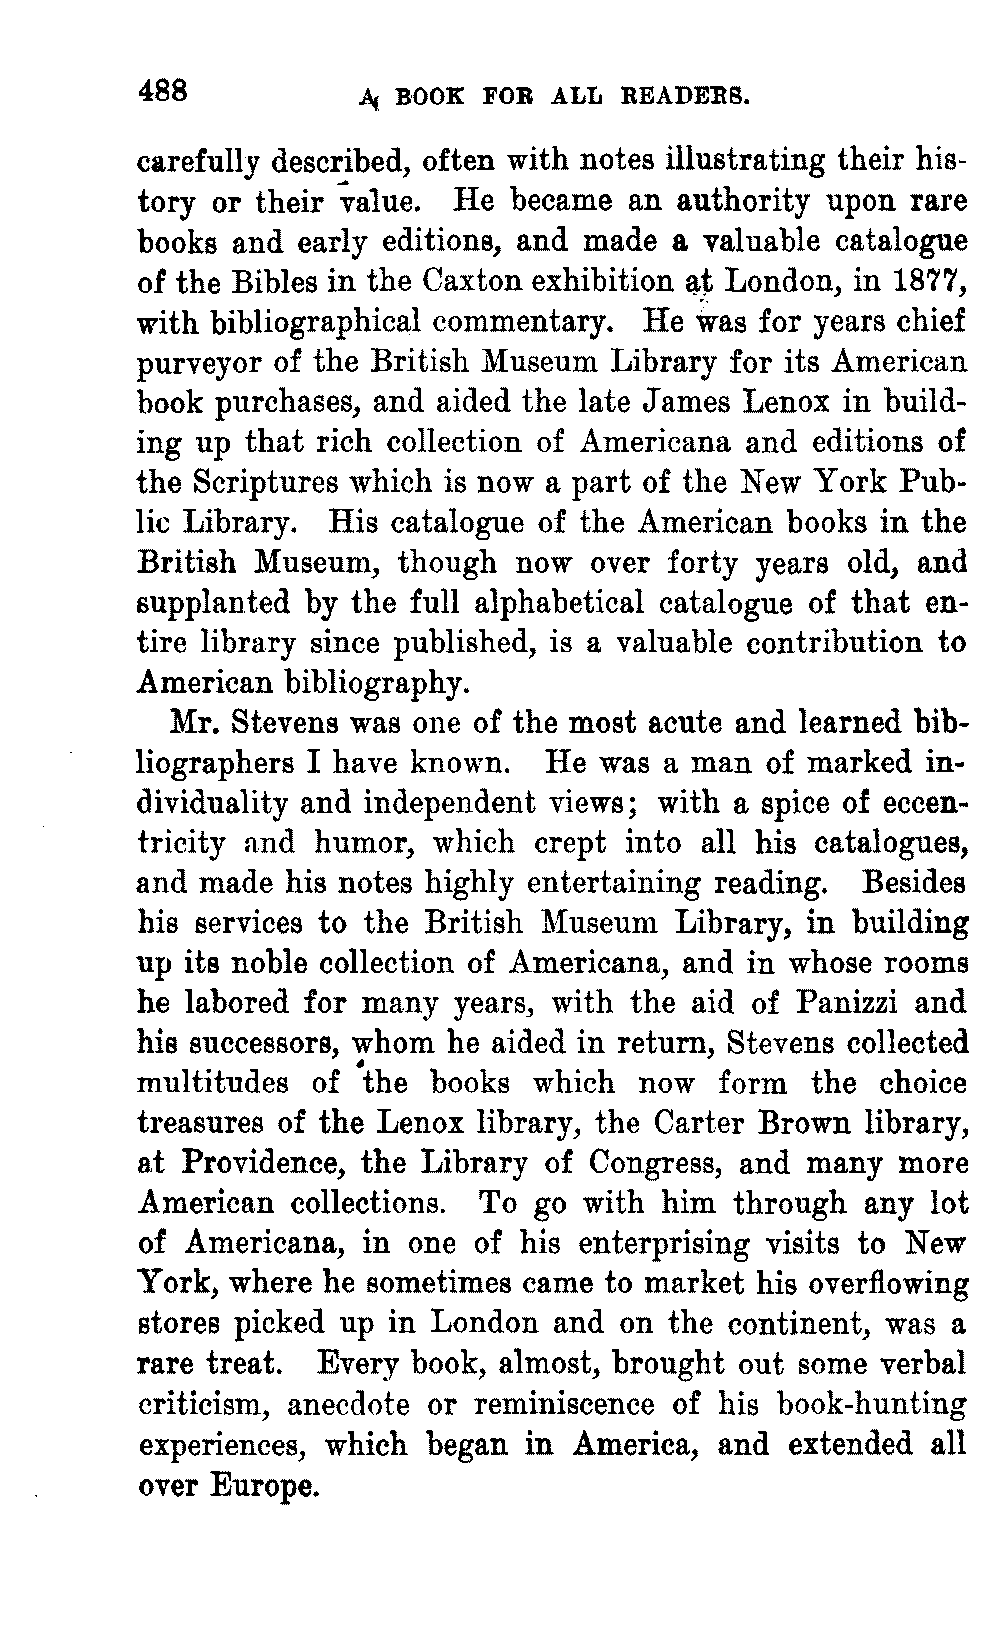 488 A BOOK FOR ALL READERS.
carefully described, often with notes illustrating their his-
tory or their value. He became an authority upon rare
books and early editions, and made a valuable catalogue
of the Bibles in the Caxton exhibition at London, in 1877,
with bibliographical commentary. He was for years chief
purveyor of the British Museum Library for its American
book purchases, and aided the late James Lenox in build-
ing up that rich collection of Americana and editions of
the Scriptures which is now a part of the New York Pub-
lic Library. His catalogue of the American books in the
British Museum, though now over forty years old, and
supplanted by the full alphabetical catalogue of that en-
tire library since published, is a valuable contribution to
American bibliography.
Mr. Stevens was one of the most acute and learned bib-
liographers I have known. He was a man of marked in-
dividuality and independent views; with a spice of eccen-
tricity and humor, which crept into all his catalogues,
and made his notes highly entertaining reading. Besides
his services to the British Museum Library, in building
up its noble collection of Americana, and in whose rooms
he labored for many years, with the aid of Panizzi and
his successors, whom he aided in return, Stevens collected
multitudes of the books which now form the choice
treasures of the Lenox library, the Carter Brown library,
at Providence, the Library of Congress, and many more
American collections. To go with him through any lot
of Americana, in one of his enterprising visits to New
York, where he sometimes came to market his overflowing
stores picked up in London and on the continent, was a
rare treat. Every book, almost, brought out some verbal
criticism, anecdote or reminiscence of his book-hunting
experiences, which began in America, and extended all
over Europe.